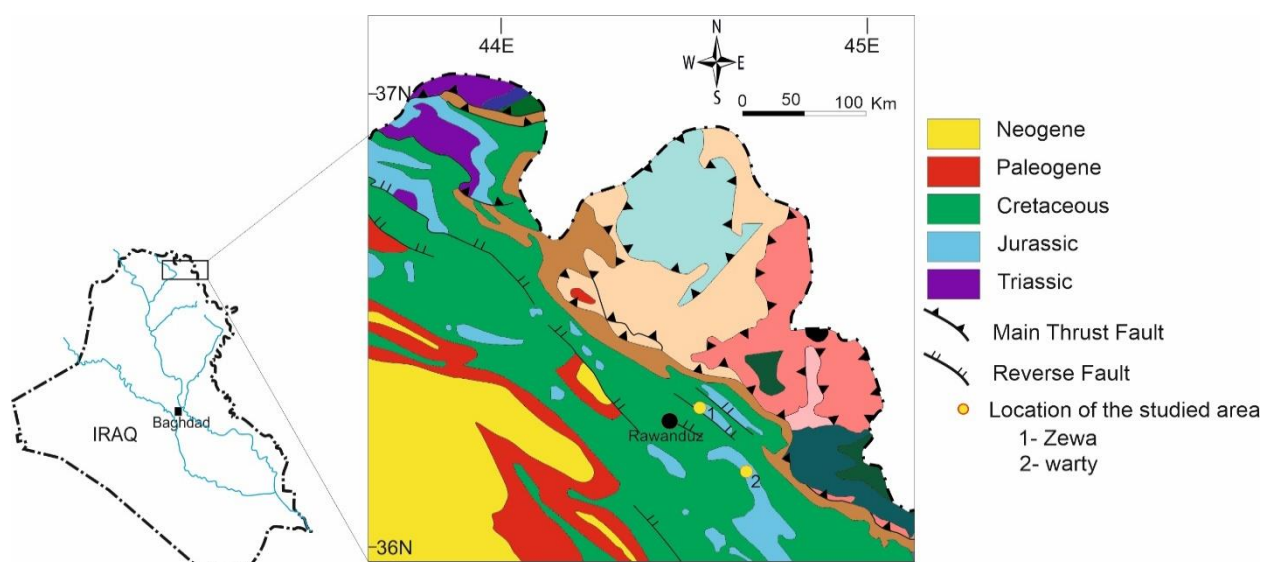 IRAQ
Baghdad
44E
45E
37N
36N
N
W
E
S
0
50
100
Km
Rawanduz
1
2
Neogene
Paleogene
Cretaceous
Jurassic
Triassic
Main Thrust Fault
Reverse Fault
Location of the studied area
1- Zewa
2- warty